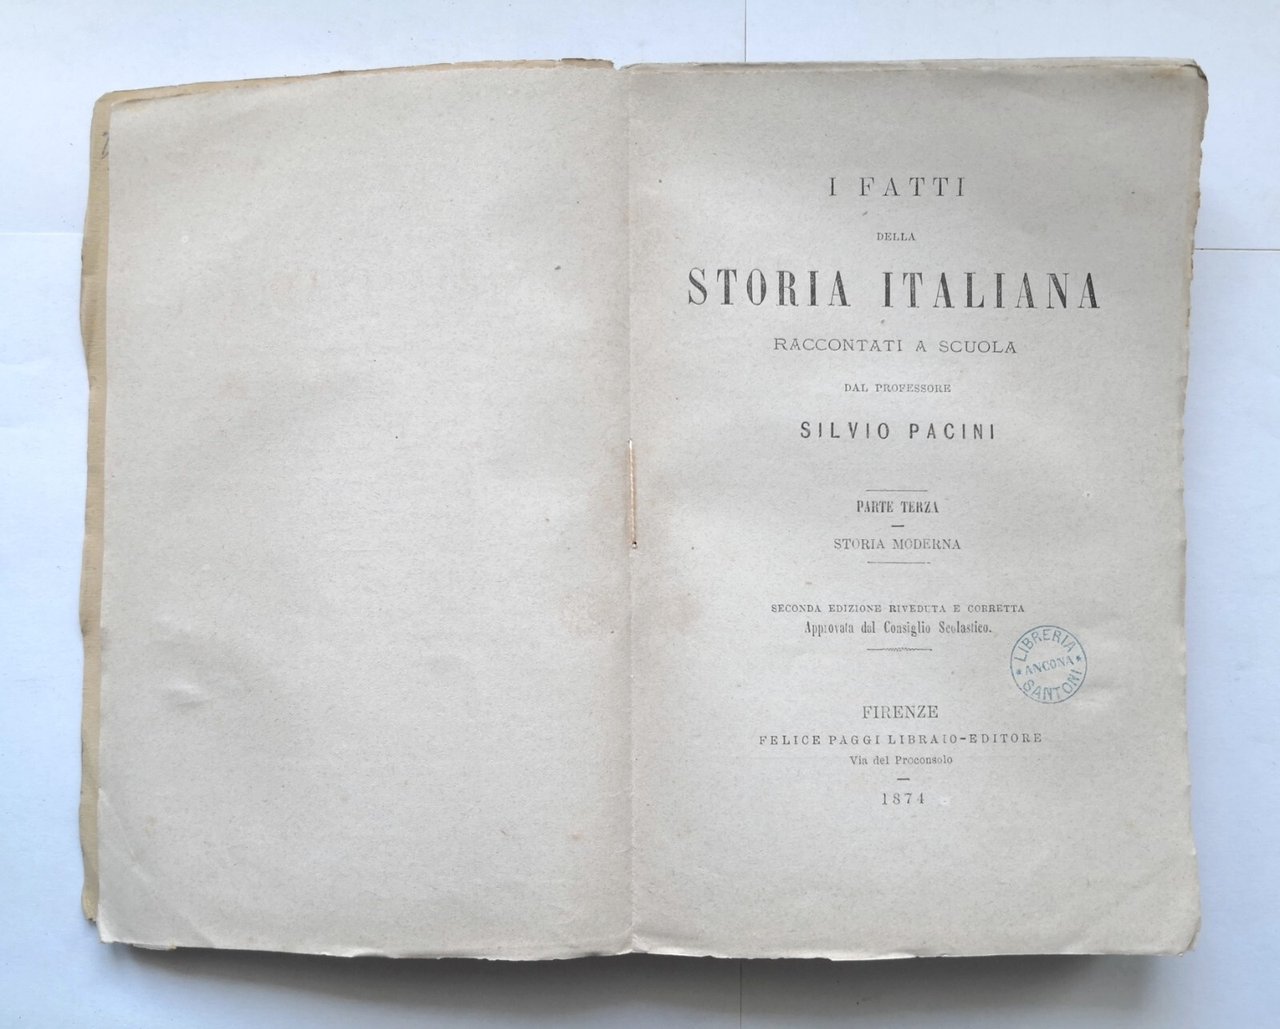 I FATTI
DELLA
STORIA ITALIANA
RACCONTATI A SCUOLA
DAL PROFESSORE
SILVIO PACINI
PARTE TERZA
STORIA MODERNA
SECONDA EDIZIONE RIVEDUTA E CORRETTA
Approvata dal Consiglio Scolastico.
LIBRERIA
ANCONA
SANTONI
FIRENZE
FELICE PAGGI LIBRAIO-EDITORE
Via del Proconsolo
1874